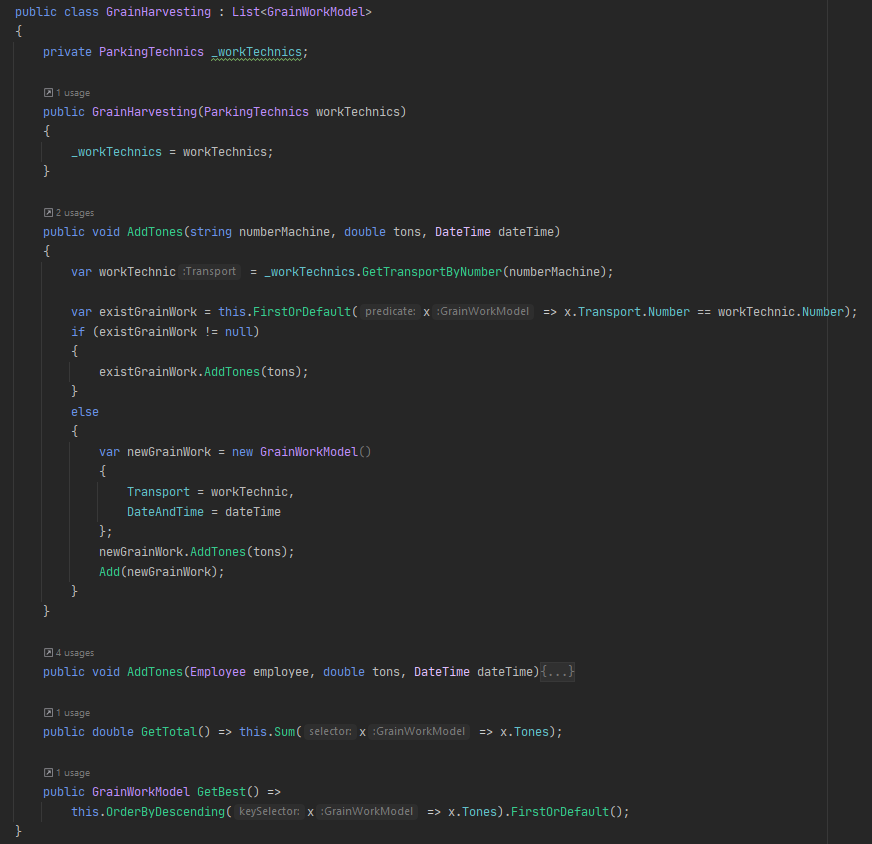 public class GrainHarvesting : List<GrainWorkModel>
{
    private ParkingTechnics _workTechnics;
    1 usage
    public GrainHarvesting(ParkingTechnics workTechnics)
    {
        _workTechnics = workTechnics;
    }
    2 usages
    public void AddTones(string numberMachine, double tons, DateTime dateTime)
    {
        var workTechnic :Transport = _workTechnics.GetTransportByNumber(numberMachine);
        var existGrainWork = this.FirstOrDefault( predicate: x :GrainWorkModel => x.Transport.Number == workTechnic.Number);
        if (existGrainWork != null)
        {
            existGrainWork.AddTones(tons);
        }
        else
        {
            var newGrainWork = new GrainWorkModel()
            {
                Transport = workTechnic,
                DateAndTime = dateTime
            };
            newGrainWork.AddTones(tons);
            Add(newGrainWork);
        }
    }
    4 usages
    public void AddTones(Employee employee, double tons, DateTime dateTime){...}
    1 usage
    public double GetTotal() => this.Sum( selector: x :GrainWorkModel => x.Tones);
    1 usage
    public GrainWorkModel GetBest() =>
        this.OrderByDescending( keySelector: x :GrainWorkModel => x.Tones).FirstOrDefault();
}